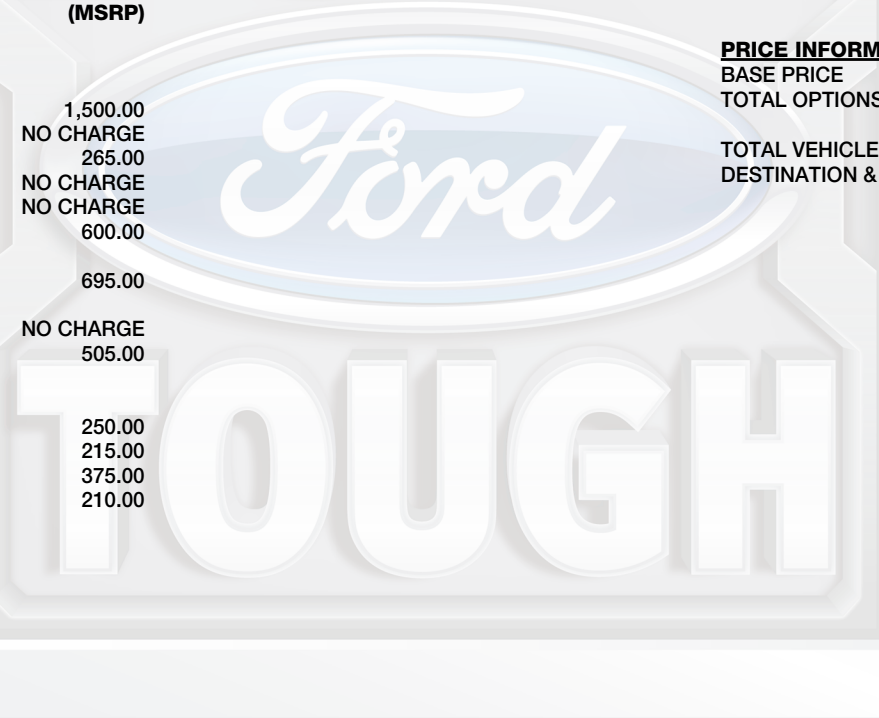 (MSRP)
1,500.00
NO CHARGE
265.00
NO CHARGE
NO CHARGE
600.00
695.00
NO CHARGE
505.00
250.00
215.00
375.00
210.00
PRICE INFORM
BASE PRICE
TOTAL OPTIONS
TOTAL VEHICLE
DESTINATION &
Ford
TOUGH